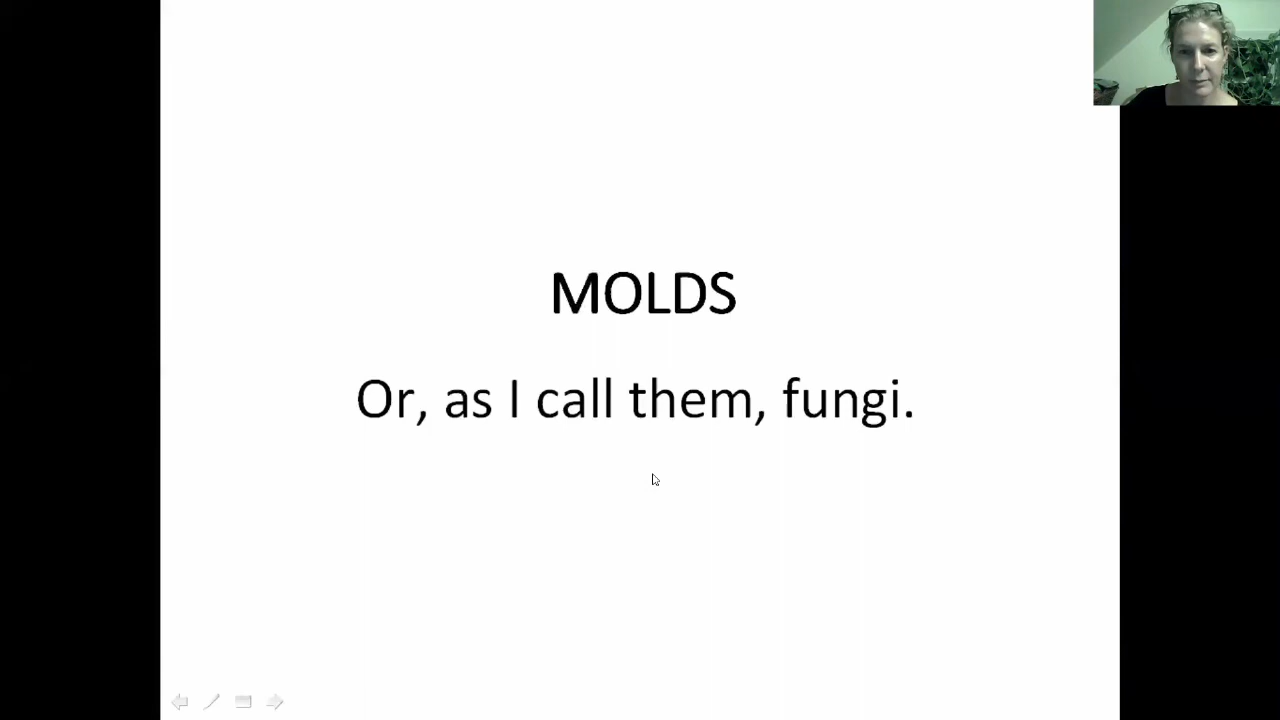 MOLDS
Or, as I call them, fungi.